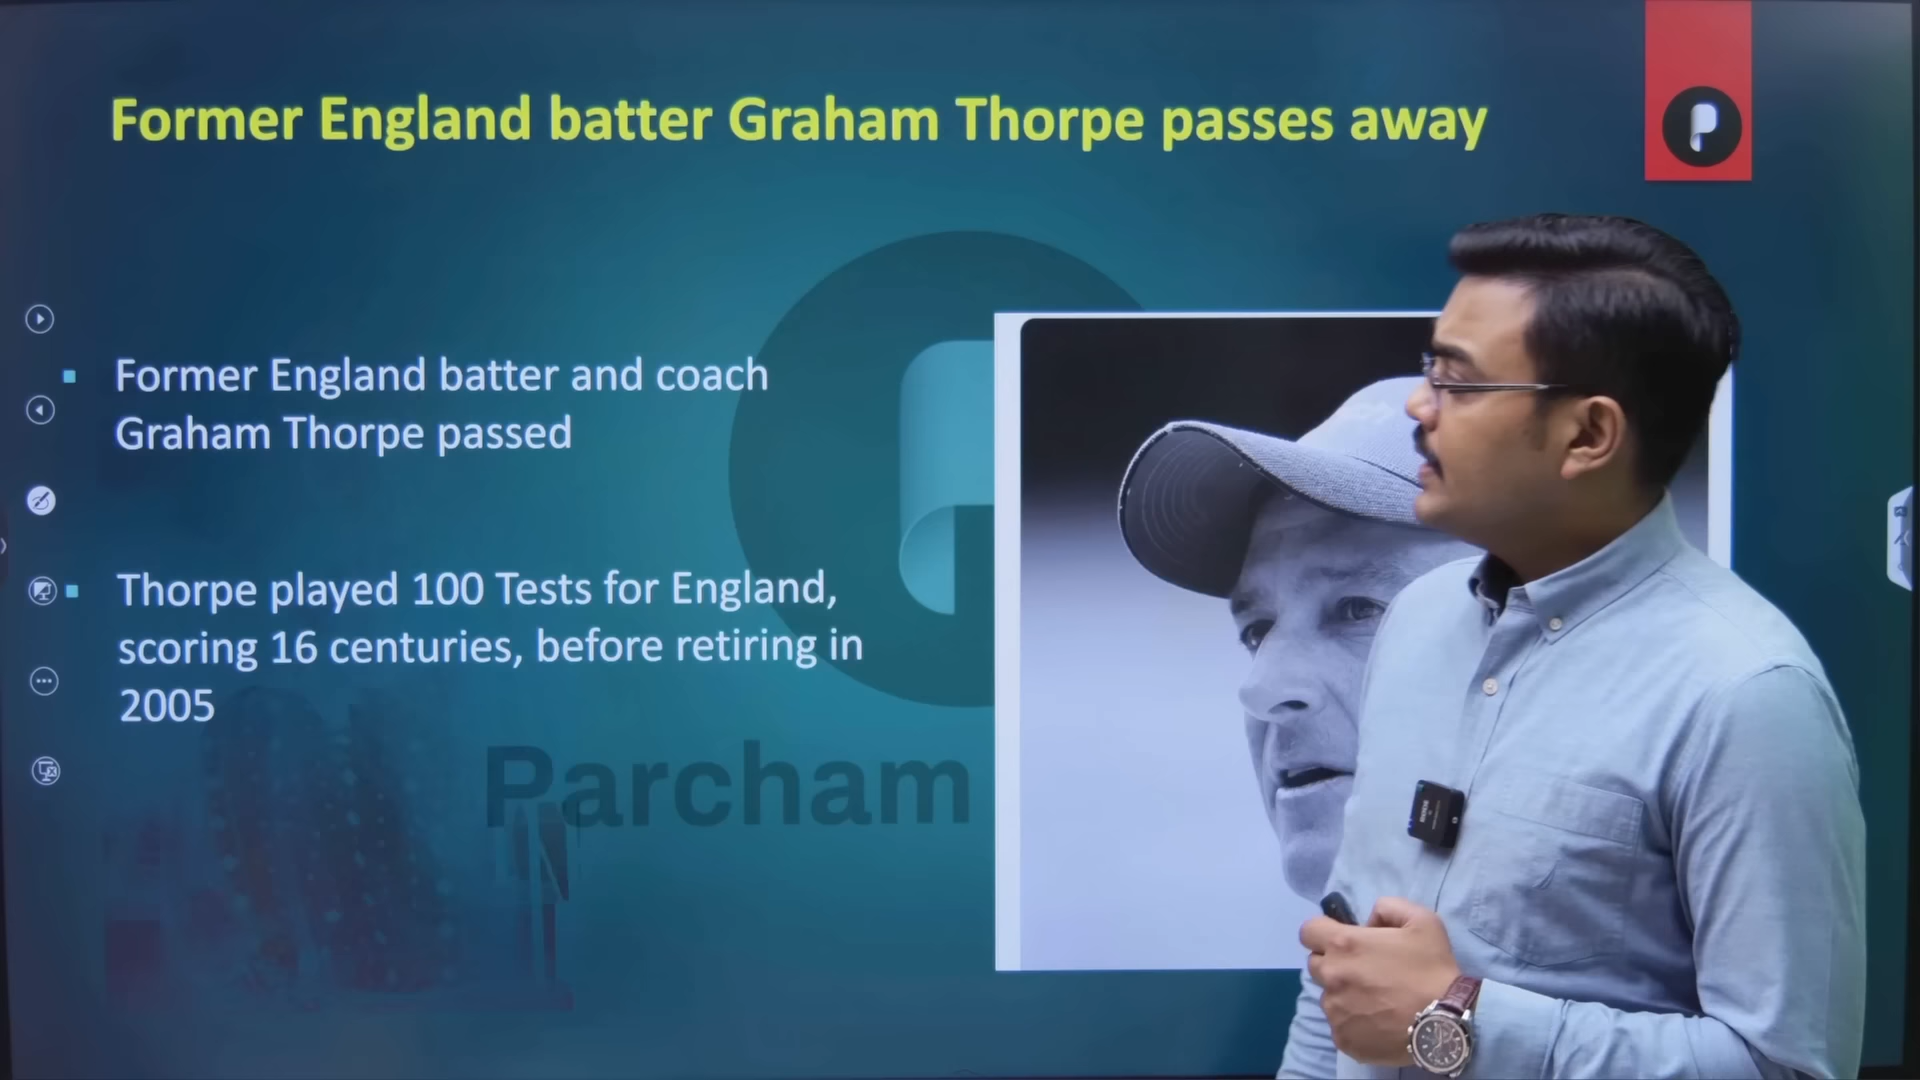 Former England batter Graham Thorpe passes away
Former England batter and coach
Graham Thorpe passed
Thorpe played 100 Tests for England,
scoring 16 centuries, before retiring in
2005
Parcham